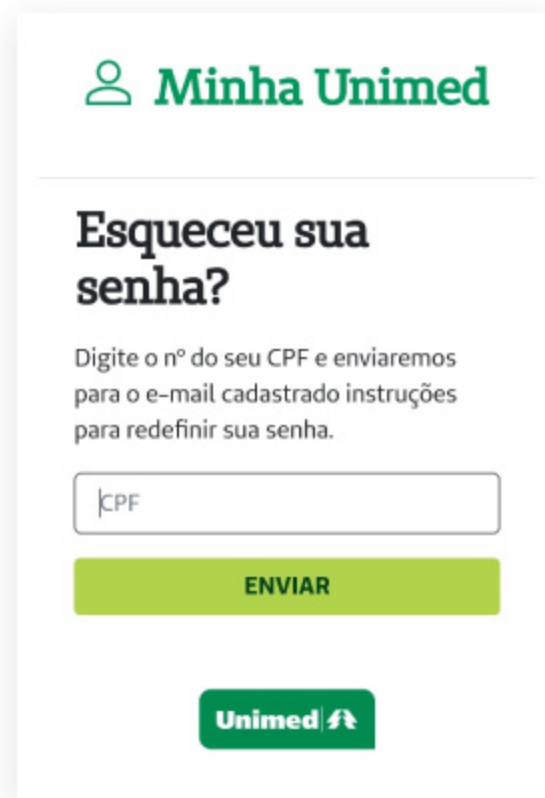 Minha Unimed
Esqueceu sua
senha?
Digite o nº do seu CPF e enviaremos
para o e-mail cadastrado instruções
para redefinir sua senha.
CPF
ENVIAR
Unimed